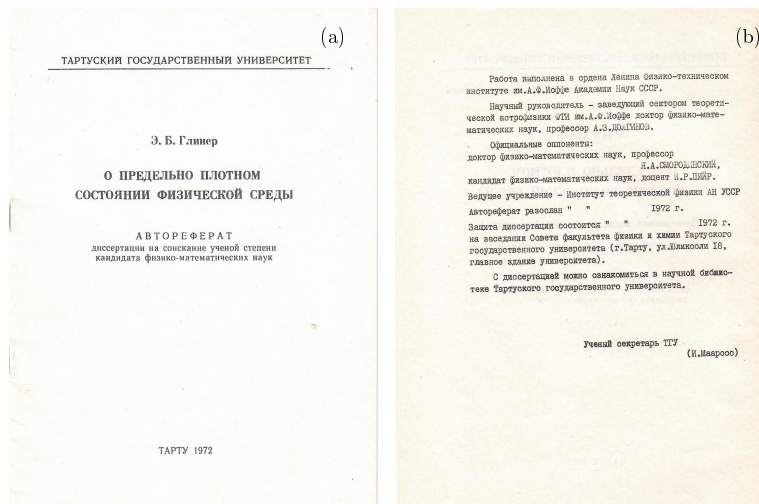 (a)
ТАРТУСКИЙ ГОСУДАРСТВЕННЫЙ УНИВЕРСИТЕТ
Э. Б. Глинер
О ПРЕДЕЛЬНО ПЛОТНОМ
СОСТОЯНИИ ФИЗИЧЕСКОЙ СРЕДЫ
АВТОРЕФЕРАТ
диссертации на соискание ученой степени
кандидата физико-математических наук
ТАРТУ 1972
(b)
Работа выполнена в ордена Ленина Физико-техническом
институте им.А.Ф.Иоффе Академии Наук СССР.
Научный руководитель - заведующий сектором теорети-
ческой астрофизики ФТИ им.А.Ф.Иоффе доктор физико-мате-
матических наук, профессор А.З.ДОЛГИНОВ.
Официальные оппоненты:
доктор физико-математических наук, профессор
Я.А.СМОРОДИНСКИЙ,
кандидат физико-математических наук, доцент И.Р.ПИЙР.
Ведущее учреждение - Институт теоретической физики АН УССР
Автореферат разослан " " 1972 г.
Защита диссертации состоится " " 1972 г.
на заседании Совета факультета физики и химии Тартуского
государственного университета (г.Тарту, ул.Юликооли 18,
главное здание университета).
С диссертацией можно ознакомиться в научной библио-
теке Тартуского государственного университета.
Ученый секретарь ТГУ
(И.Маароос)